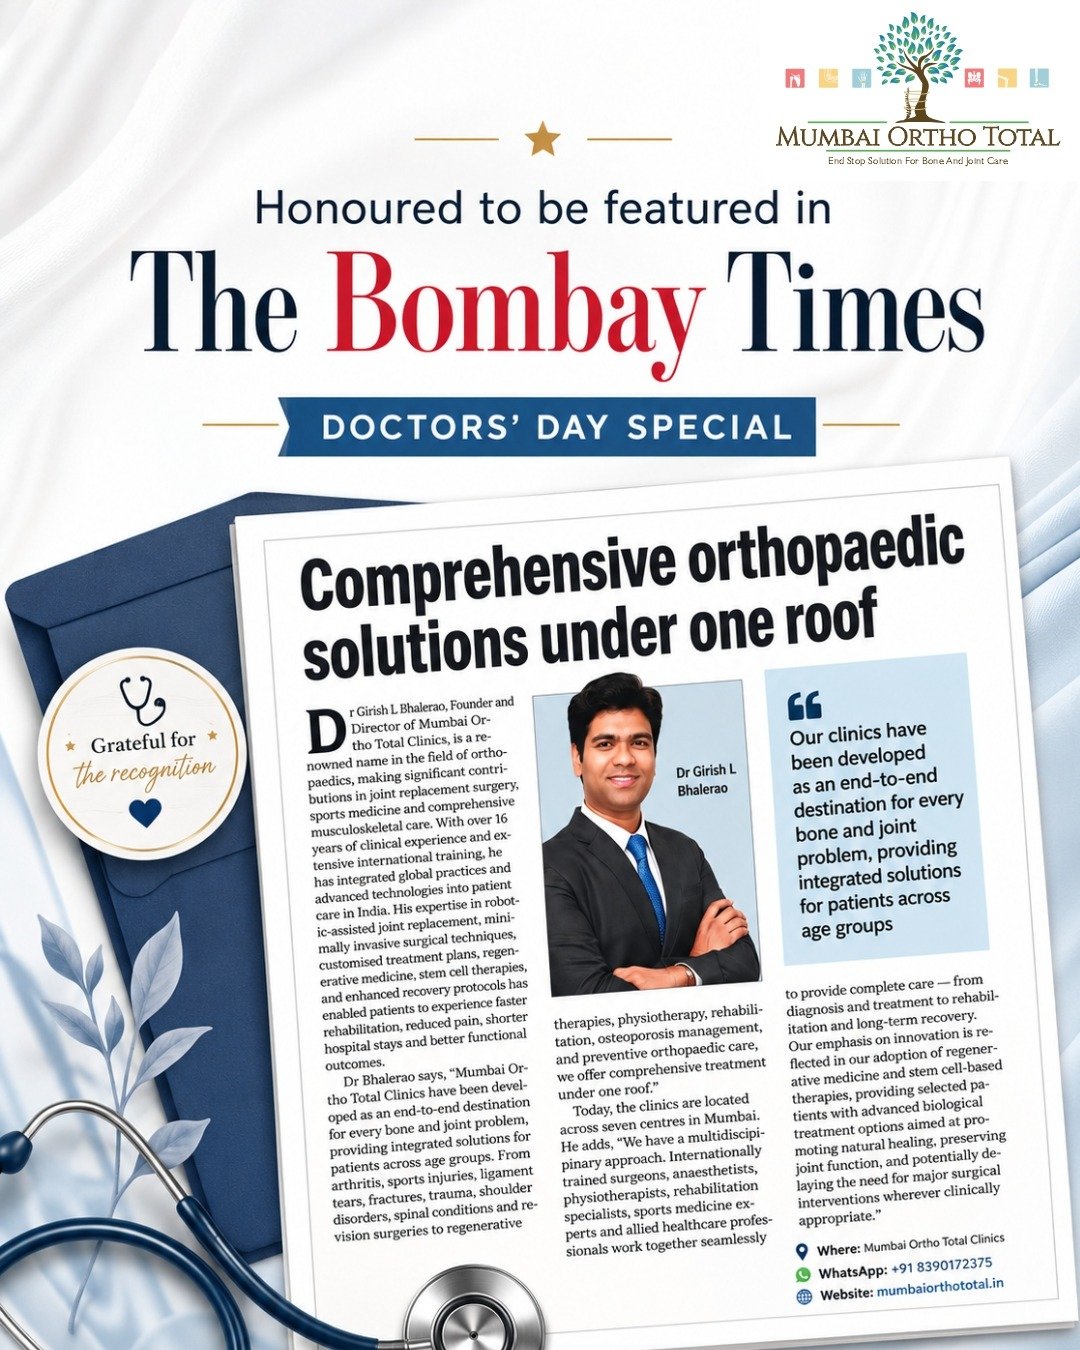 MUMBAI ORTHO TOTAL
End Stop Solution For Bone And Joint Care
Honoured to be featured in
The Bombay Times
DOCTORS' DAY SPECIAL
Comprehensive orthopaedic
solutions under one roof
Grateful for
the recognition
Dr Girish L Bhalerao, Founder and
Director of Mumbai Or-
tho Total Clinics, is a re-
nowned name in the field of ortho-
paedics, making significant contri-
butions in joint replacement surgery,
sports medicine and comprehensive
musculoskeletal care. With over 16
years of clinical experience and ex-
tensive international training, he
has integrated global practices and
advanced technologies into patient
care in India. His expertise in robot-
ic-assisted joint replacement, mini-
mally invasive surgical techniques,
customised treatment plans, regen-
erative medicine, stem cell therapies,
and enhanced recovery protocols has
enabled patients to experience faster
rehabilitation, reduced pain, shorter
hospital stays and better functional
outcomes.
Dr Bhalerao says, “Mumbai Or-
tho Total Clinics have been devel-
oped as an end-to-end destination
for every bone and joint problem,
providing integrated solutions for
patients across age groups. From
arthritis, sports injuries, ligament
tears, fractures, trauma, shoulder
disorders, spinal conditions and re-
vision surgeries to regenerative
Dr Girish L
Bhalerao
therapies, physiotherapy, rehabili-
tation, osteoporosis management,
and preventive orthopaedic care,
we offer comprehensive treatment
under one roof.”
Today, the clinics are located
across seven centres in Mumbai.
He adds, “We have a multidiscipi-
pinary approach. Internationally
trained surgeons, anaesthetists,
physiotherapists, rehabilitation
specialists, sports medicine ex-
perts and allied healthcare profes-
sionals work together seamlessly
“
Our clinics have
been developed
as an end-to-end
destination for every
bone and joint
problem, providing
integrated solutions
for patients across
age groups
to provide complete care — from
diagnosis and treatment to rehabil-
itation and long-term recovery.
Our emphasis on innovation is re-
flected in our adoption of regener-
ative medicine and stem cell-based
therapies, providing selected pa-
tients with advanced biological
treatment options aimed at pro-
moting natural healing, preserving
joint function, and potentially de-
laying the need for major surgical
interventions wherever clinically
appropriate.”
Where: Mumbai Ortho Total Clinics
WhatsApp: +91 8390172375
Website: mumbaiorthototal.in